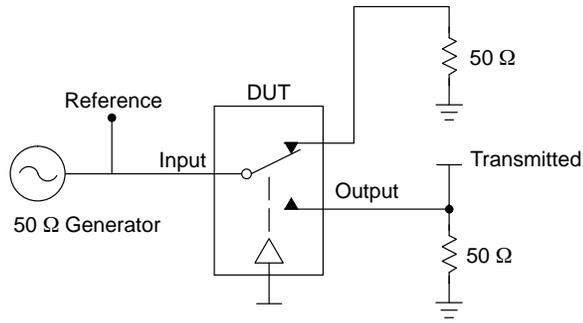 50 Ω
DUT
Reference
Input
Transmitted
Output
50 Ω Generator
50 Ω